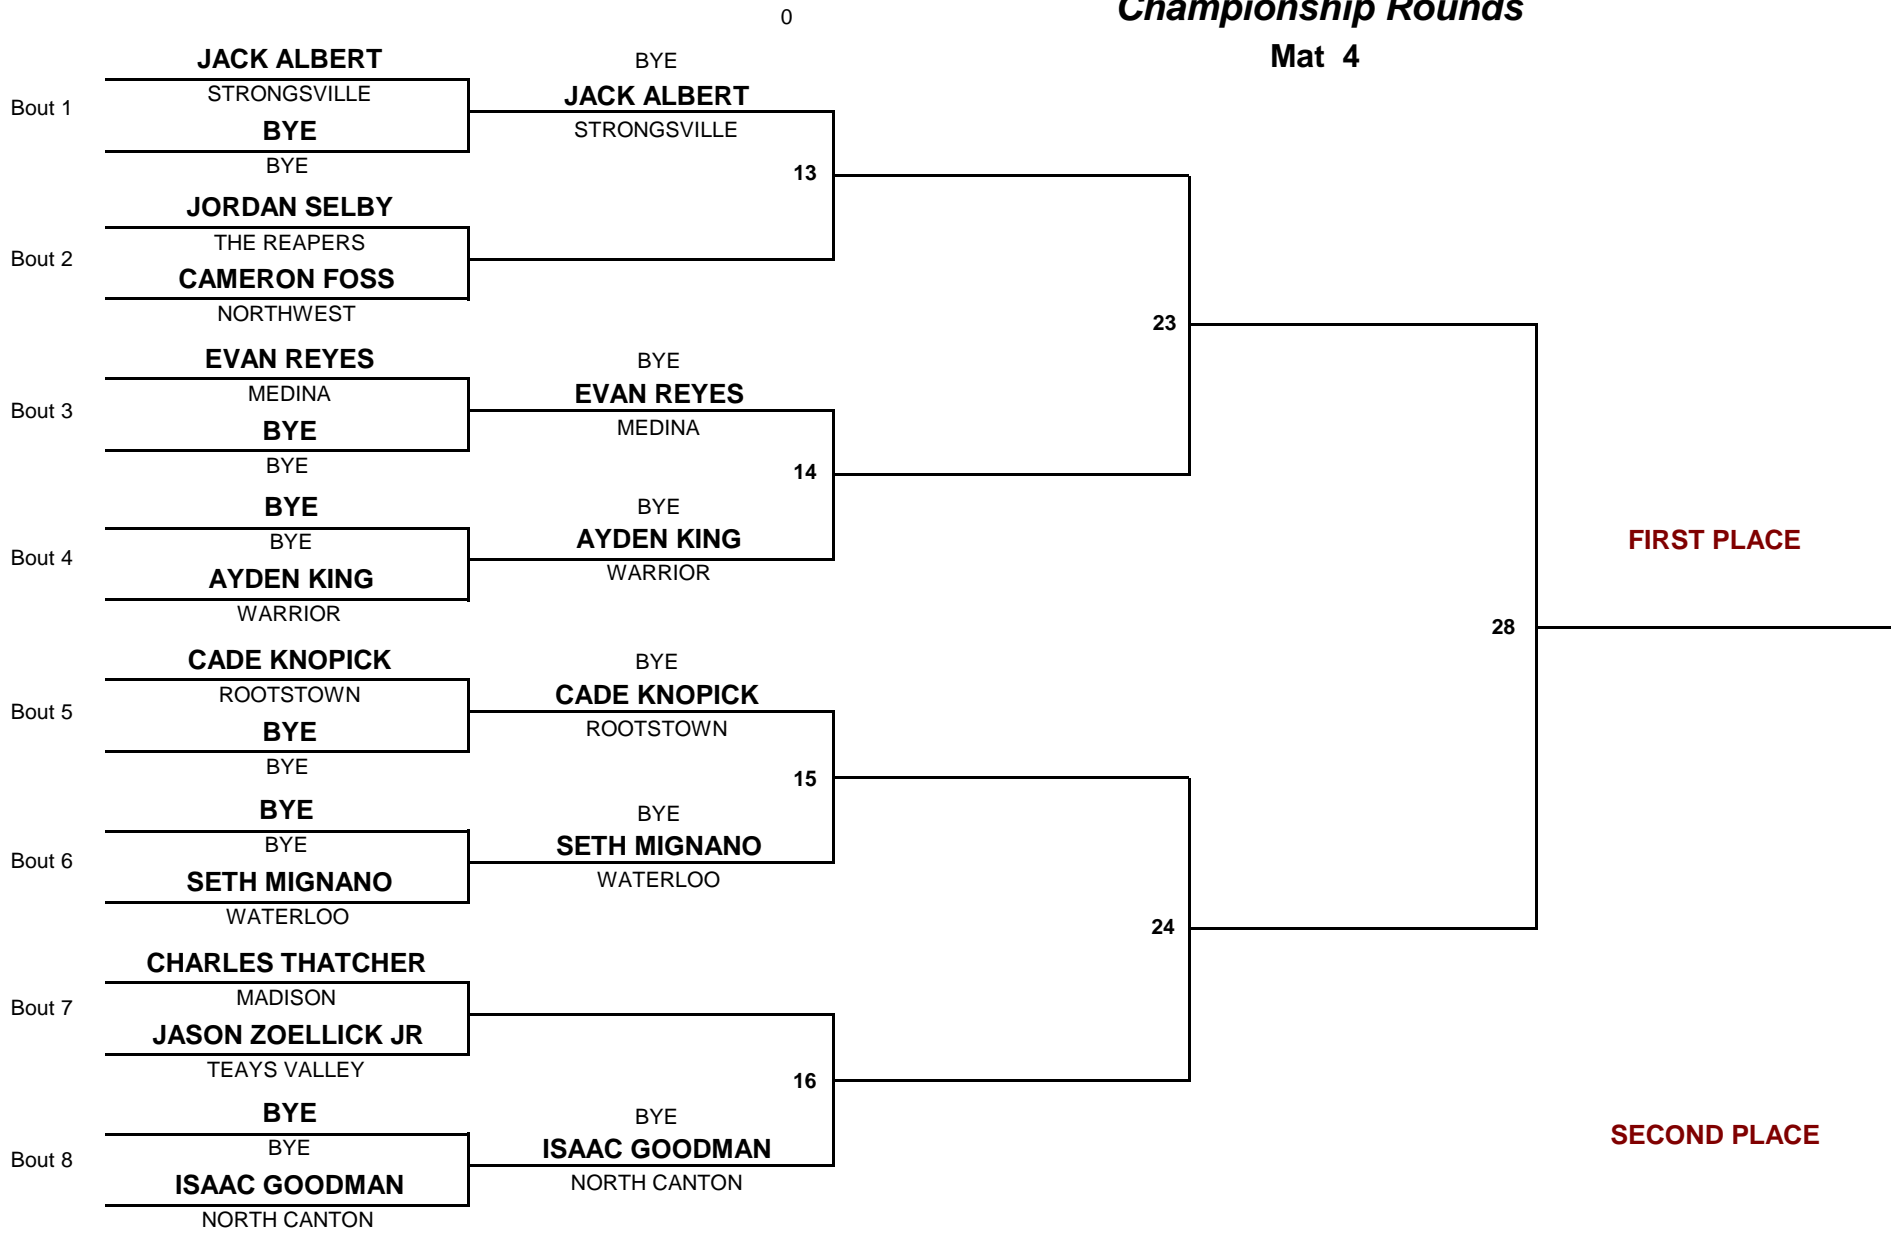 0
Championship Rounds
Mat 4
JACK ALBERT
STRONGSVILLE
Bout 1
BYE
BYE
BYE
JACK ALBERT
STRONGSVILLE
13
JORDAN SELBY
THE REAPERS
Bout 2
CAMERON FOSS
NORTHWEST
23
EVAN REYES
MEDINA
Bout 3
BYE
BYE
BYE
EVAN REYES
MEDINA
14
BYE
BYE
Bout 4
AYDEN KING
WARRIOR
BYE
AYDEN KING
WARRIOR
FIRST PLACE
28
CADE KNOPICK
ROOTSTOWN
Bout 5
BYE
BYE
BYE
CADE KNOPICK
ROOTSTOWN
15
BYE
BYE
Bout 6
SETH MIGNANO
WATERLOO
BYE
SETH MIGNANO
WATERLOO
24
CHARLES THATCHER
MADISON
Bout 7
JASON ZOELLICK JR
TEAYS VALLEY
16
BYE
BYE
Bout 8
ISAAC GOODMAN
NORTH CANTON
BYE
ISAAC GOODMAN
NORTH CANTON
SECOND PLACE